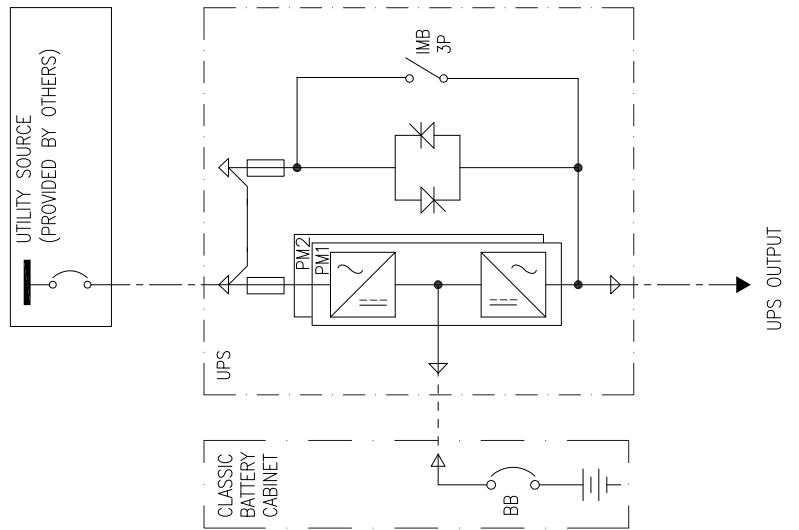 UTILITY SOURCE
(PROVIDED BY OTHERS)
UPS
PM2
PM1
IMB
3P
UPS OUTPUT
CLASSIC
BATTERY
CABINET
BB